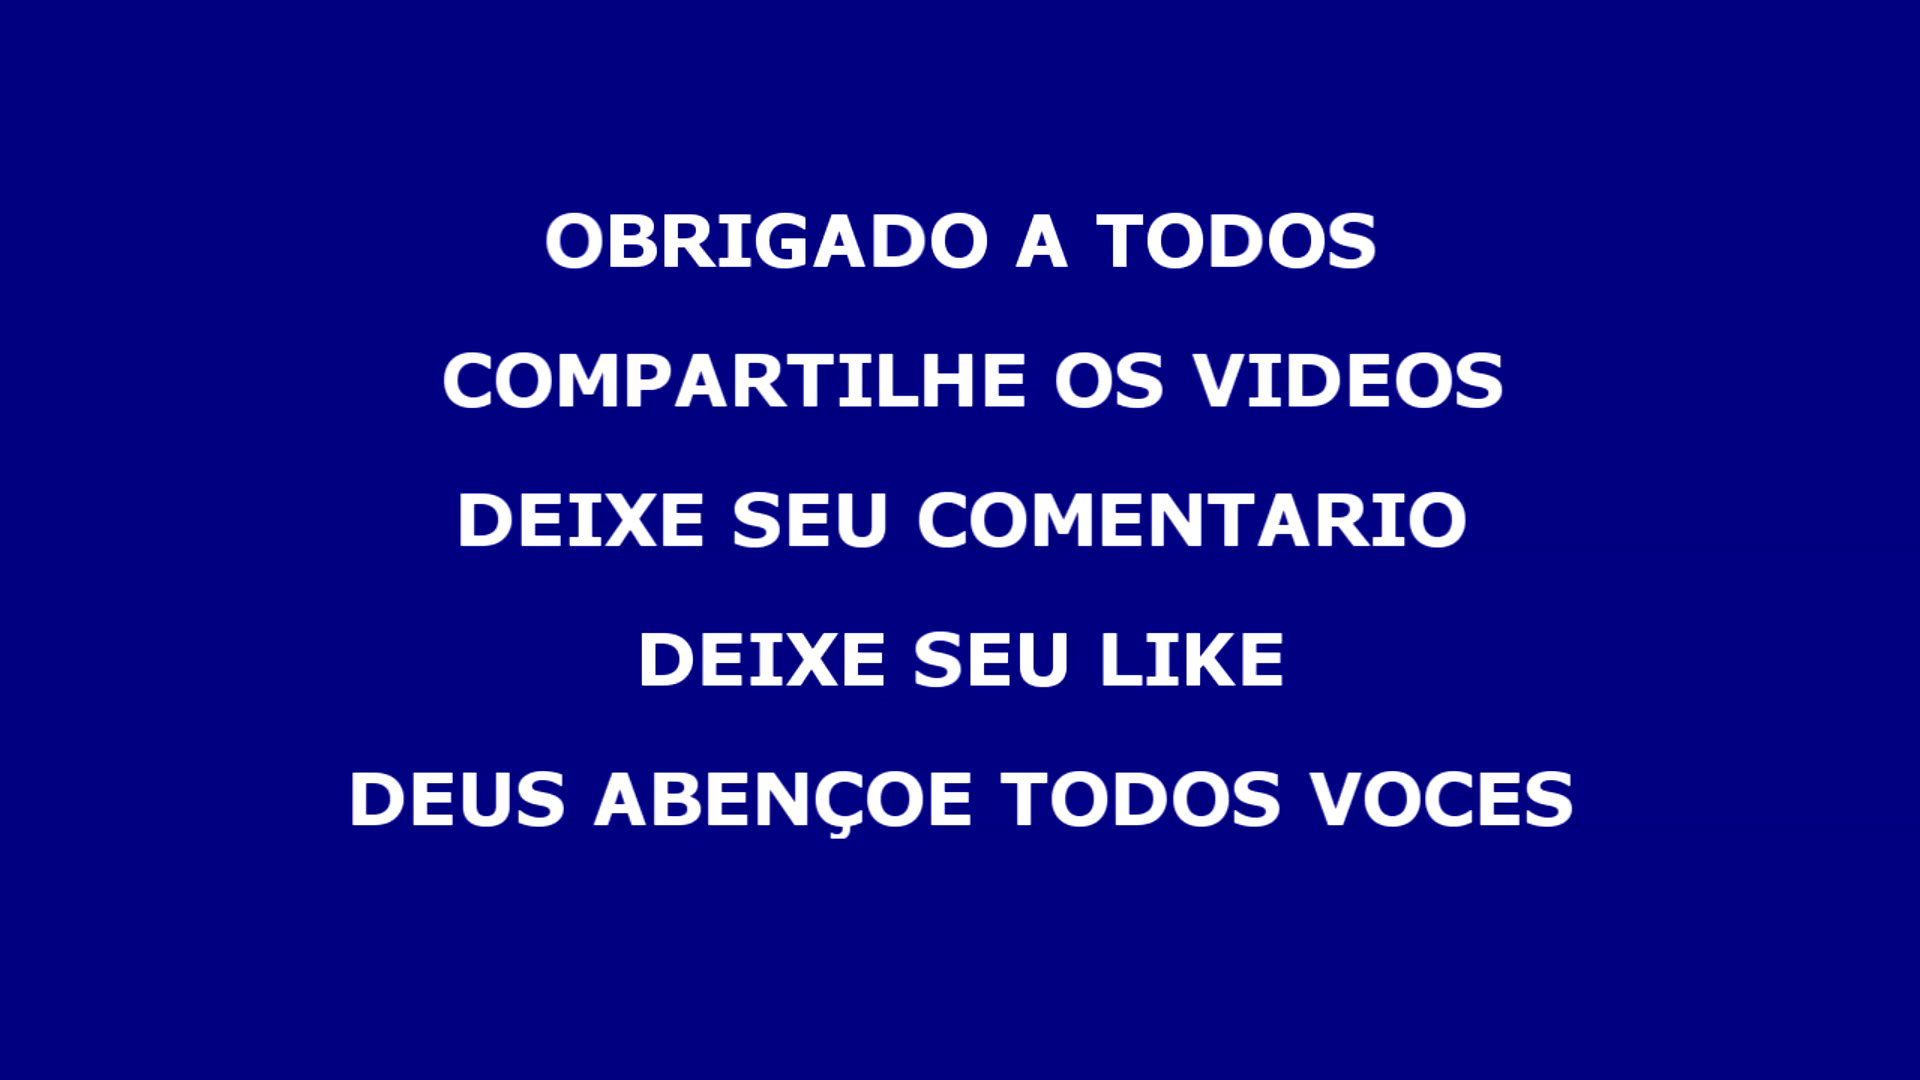 OBRIGADO A TODOS
COMPARTILHE OS VIDEOS
DEIXE SEU COMENTARIO
DEIXE SEU LIKE
DEUS ABENÇOE TODOS VOCES